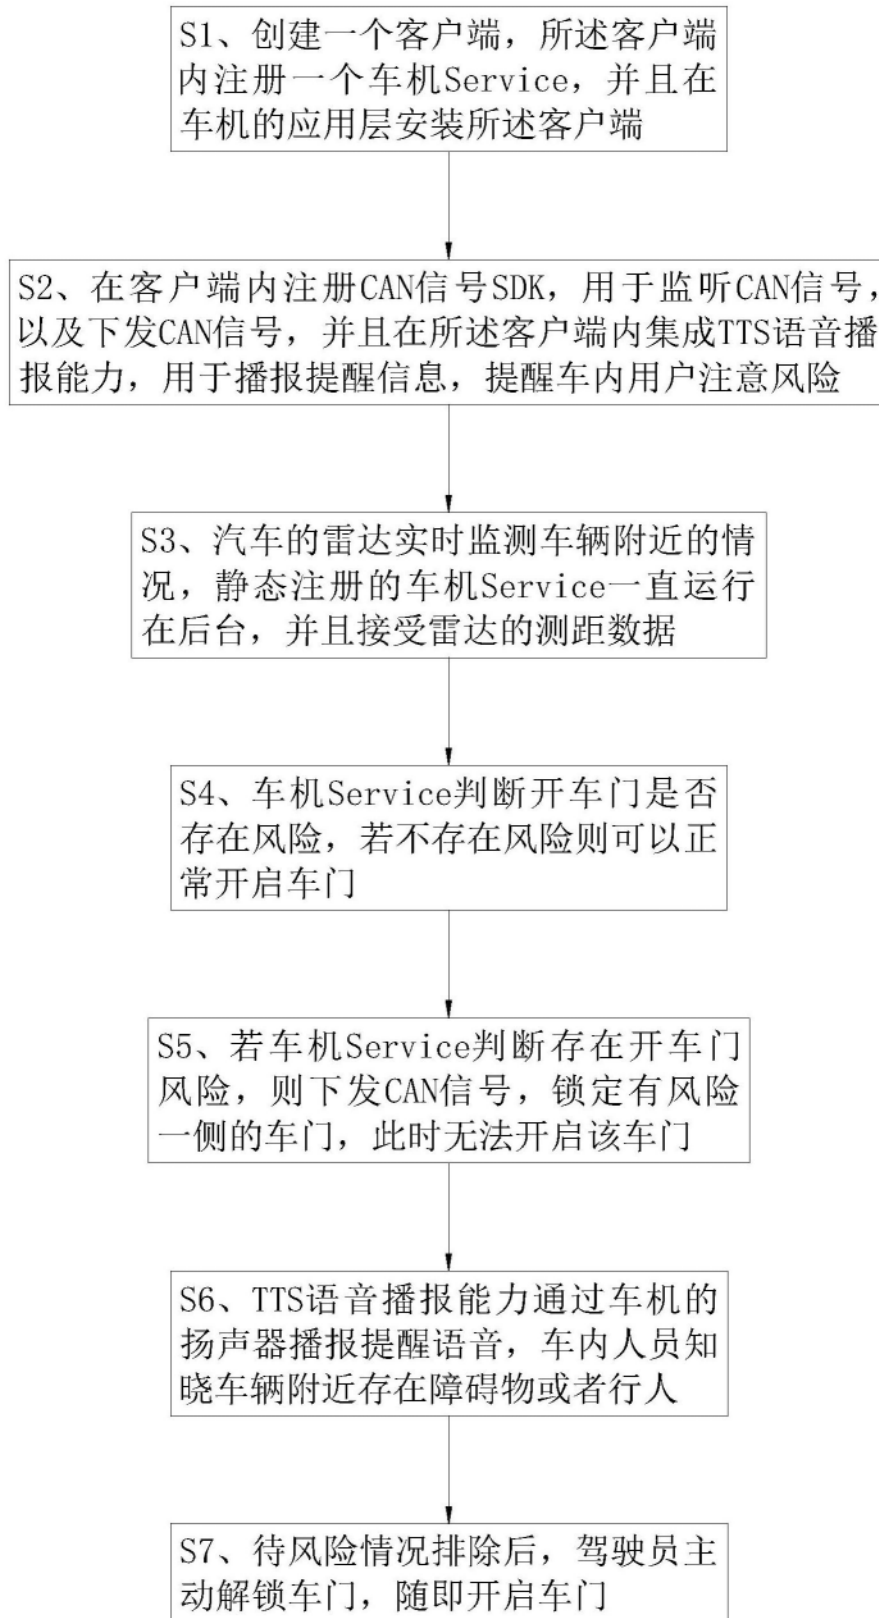 S1、创建一个客户端，所述客户端
内注册一个车机Service，并且在
车机的应用层安装所述客户端
S2、在客户端内注册CAN信号SDK，用于监听CAN信号，
以及下发CAN信号，并且在所述客户端内集成TTS语音播
报能力，用于播报提醒信息，提醒车内用户注意风险
S3、汽车的雷达实时监测车辆附近的情
况，静态注册的车机Service一直运行
在后台，并且接受雷达的测距数据
S4、车机Service判断开车门是否
存在风险，若不存在风险则可以正
常开启车门
S5、若车机Service判断存在开车门
风险，则下发CAN信号，锁定有风险
一侧的车门，此时无法开启该车门
S6、TTS语音播报能力通过车机的
扬声器播报提醒语音，车内人员知
晓车辆附近存在障碍物或者行人
S7、待风险情况排除后，驾驶员主
动解锁车门，随即开启车门